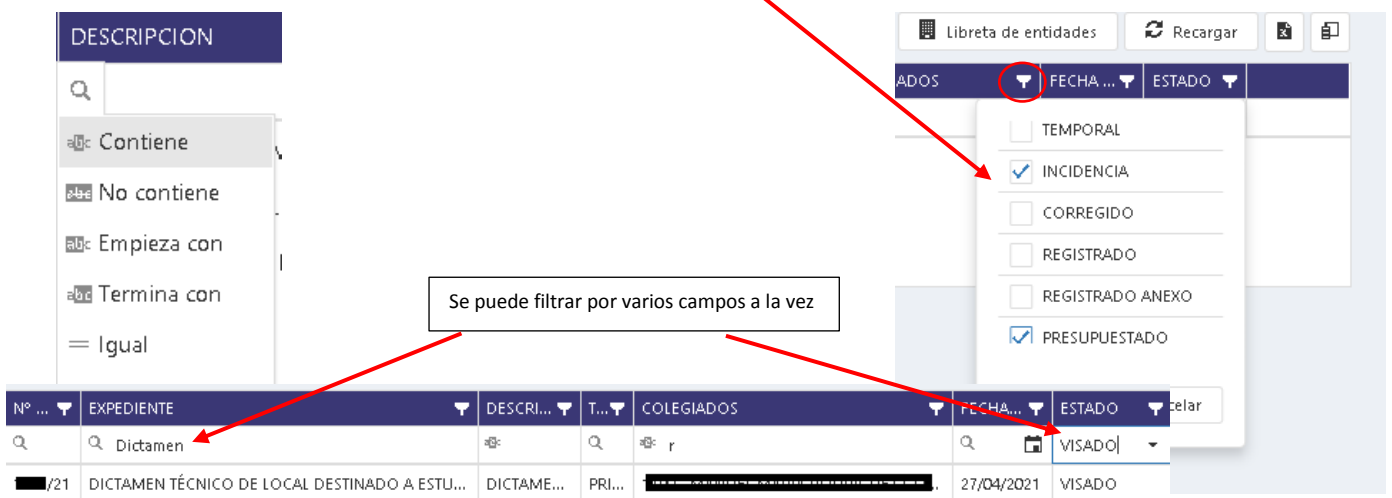 DESCRIPCION
Contiene
No contiene
Empieza con
Termina con
Igual
Libreta de entidades Recargar
ADOS FECHA ... ESTADO
TEMPORAL
INCIDENCIA
CORREGIDO
REGISTRADO
REGISTRADO ANEXO
PRESUPUESTADO
celar
Se puede filtrar por varios campos a la vez
Nº ... EXPEDIENTE DESCRI... T... COLEGIADOS FECHA... ESTADO
Dictamen r VISADO
/21 DICTAMEN TÉCNICO DE LOCAL DESTINADO A ESTU... DICTAME... PRI... 27/04/2021 VISADO